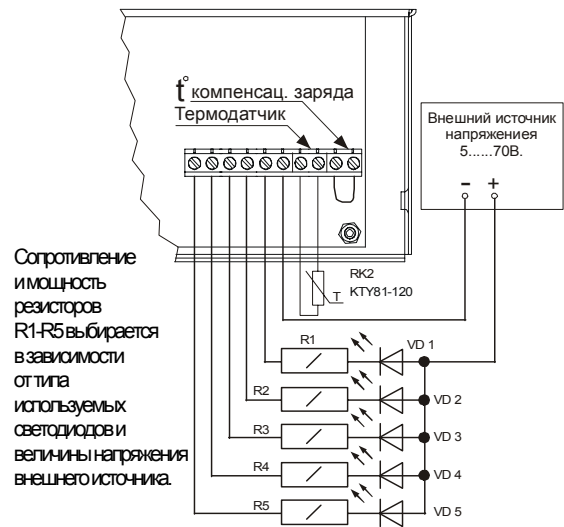 t° компенсац. заряда
Термодатчик
Внешний источник
напряжениея
5......70В.
- +
Сопротивление
и мощность
резисторов
R1-R5 выбирается
в зависимости
от типа
используемых
светодиодов и
величины напряжения
внешнего источника.
RK2
KTY81-120
T
R1
VD 1
R2
VD 2
R3
VD 3
R4
VD 4
R5
VD 5